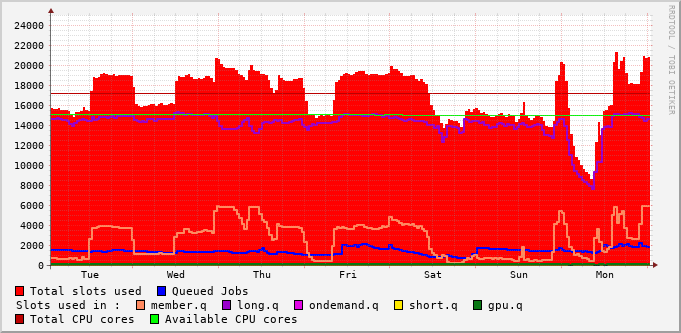 24000
22000
20000
18000
16000
14000
12000
10000
8000
6000
4000
2000
0
Tue Wed Thu Fri Sat Sun Mon
RRDTOOL / TOBI OETIKER
Total slots used Queued Jobs
Slots used in : member.q long.q ondemand.q short.q gpu.q
Total CPU cores Available CPU cores